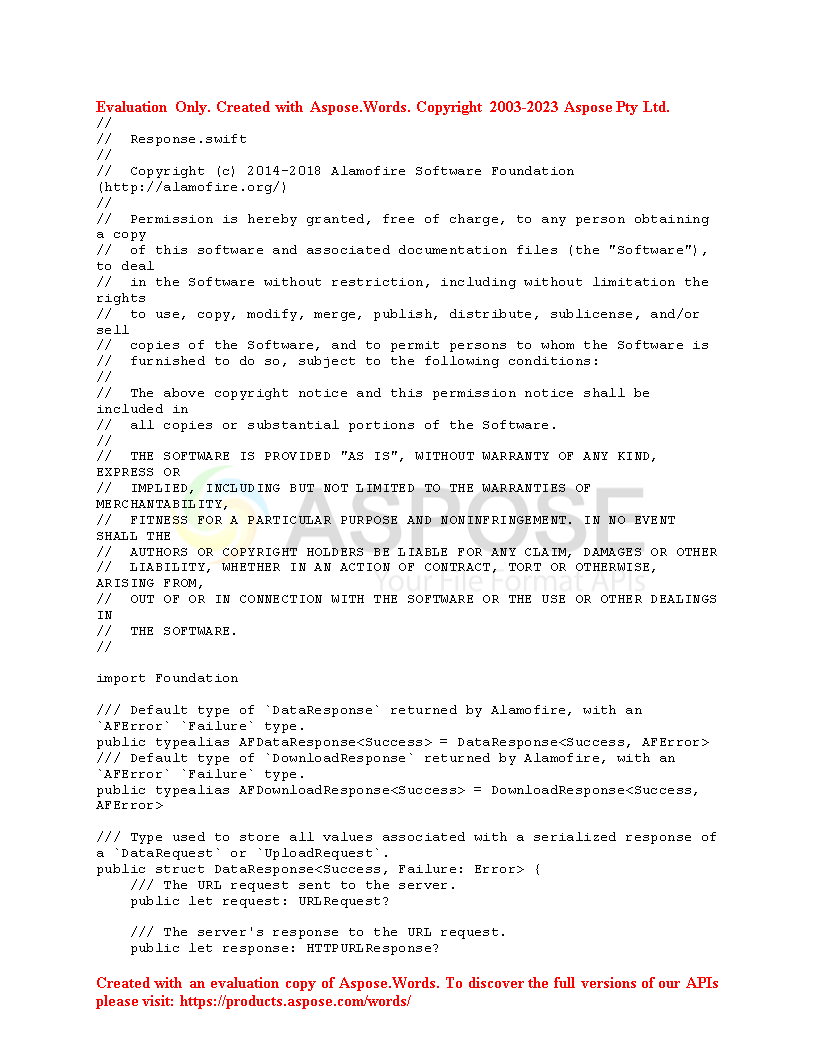 Evaluation Only. Created with Aspose.Words. Copyright 2003-2023 Aspose Pty Ltd.
//
//  Response.swift
//
//  Copyright (c) 2014-2018 Alamofire Software Foundation
(http://alamofire.org/)
//
//  Permission is hereby granted, free of charge, to any person obtaining
a copy
//  of this software and associated documentation files (the "Software"),
to deal
//  in the Software without restriction, including without limitation the
rights
//  to use, copy, modify, merge, publish, distribute, sublicense, and/or
sell
//  copies of the Software, and to permit persons to whom the Software is
//  furnished to do so, subject to the following conditions:
//
//  The above copyright notice and this permission notice shall be
included in
//  all copies or substantial portions of the Software.
//
//  THE SOFTWARE IS PROVIDED "AS IS", WITHOUT WARRANTY OF ANY KIND,
EXPRESS OR
//  IMPLIED, INCLUDING BUT NOT LIMITED TO THE WARRANTIES OF
MERCHANTABILITY,
//  FITNESS FOR A PARTICULAR PURPOSE AND NONINFRINGEMENT. IN NO EVENT
SHALL THE
//  AUTHORS OR COPYRIGHT HOLDERS BE LIABLE FOR ANY CLAIM, DAMAGES OR OTHER
//  LIABILITY, WHETHER IN AN ACTION OF CONTRACT, TORT OR OTHERWISE,
ARISING FROM,
//  OUT OF OR IN CONNECTION WITH THE SOFTWARE OR THE USE OR OTHER DEALINGS
IN
//  THE SOFTWARE.
//
ASPOSE
Your File Format APIs
import Foundation
/// Default type of `DataResponse` returned by Alamofire, with an
`AFError` `Failure` type.
public typealias AFDataResponse<Success> = DataResponse<Success, AFError>
/// Default type of `DownloadResponse` returned by Alamofire, with an
`AFError` `Failure` type.
public typealias AFDownloadResponse<Success> = DownloadResponse<Success,
AFError>
/// Type used to store all values associated with a serialized response of
a `DataRequest` or `UploadRequest`.
public struct DataResponse<Success, Failure: Error> {
    /// The URL request sent to the server.
    public let request: URLRequest?
    /// The server's response to the URL request.
    public let response: HTTPURLResponse?
Created with an evaluation copy of Aspose.Words. To discover the full versions of our APIs
please visit: https://products.aspose.com/words/